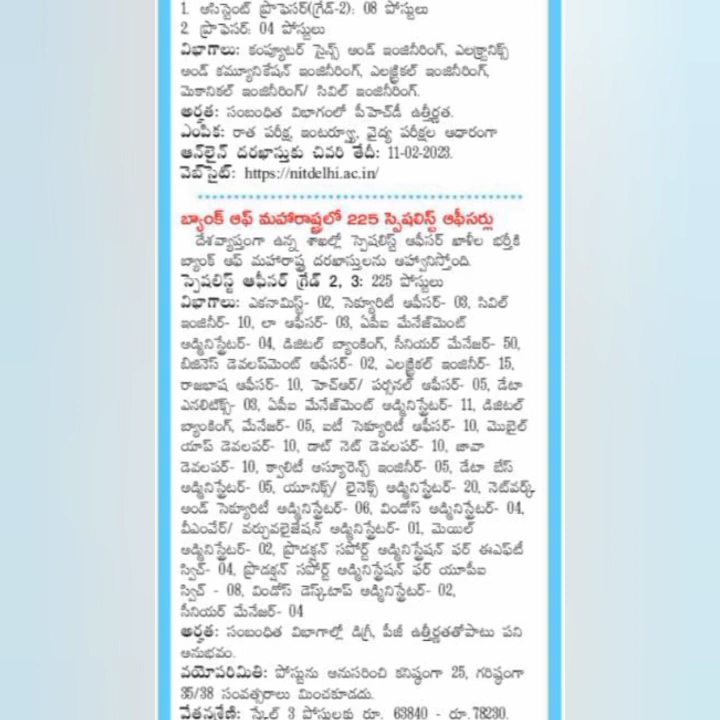 1. అసిస్టెంట్ ప్రొఫెసర్(గ్రేడ్-2): 08 పోస్టులు
2 ప్రొఫెసర్: 04 పోస్టులు
విభాగాలు: కంప్యూటర్ సైన్స్ అండ్ ఇంజినీరింగ్, ఎలక్ట్రానిక్స్
అండ్ కమ్యూనికేషన్ ఇంజినీరింగ్, ఎలక్ట్రికల్ ఇంజినీరింగ్,
మెకానికల్ ఇంజినీరింగ్/ సివిల్ ఇంజినీరింగ్.
అర్హత: సంబంధిత విభాగంలో పీహెచ్‌డీ ఉత్తీర్ణత.
ఎంపిక: రాత పరీక్ష, ఇంటర్వ్యూ, వైద్య పరీక్షల ఆధారంగా
ఆన్‌లైన్ దరఖాస్తుకు చివరి తేదీ: 11-02-2023.
వెబ్‌సైట్: https://nitdelhi.ac.in/
బ్యాంక్ ఆఫ్ మహారాష్ట్రలో 225 స్పెషలిస్ట్ ఆఫీసర్లు
దేశవ్యాప్తంగా ఉన్న శాఖల్లో స్పెషలిస్ట్ ఆఫీసర్ ఖాళీల భర్తీకి
బ్యాంక్ ఆఫ్ మహారాష్ట్ర దరఖాస్తులను ఆహ్వానిస్తోంది.
స్పెషలిస్ట్ ఆఫీసర్ గ్రేడ్ 2, 3: 225 పోస్టులు
విభాగాలు: ఎకనామిస్ట్- 02, సెక్యూరిటీ ఆఫీసర్- 03, సివిల్
ఇంజినీర్- 10, లా ఆఫీసర్- 03, ఏపీఐ మేనేజ్‌మెంట్
అడ్మినిస్ట్రేటర్- 04, డిజిటల్ బ్యాంకింగ్, సీనియర్ మేనేజర్- 50,
బిజినెస్ డెవలప్‌మెంట్ ఆఫీసర్- 02, ఎలక్ట్రికల్ ఇంజినీర్- 15,
రాజభాష ఆఫీసర్- 10, హెచ్ఆర్/ పర్సనల్ ఆఫీసర్- 05, డేటా
ఎనలిటిక్స్- 03, ఏపీఐ మేనేజ్‌మెంట్ అడ్మినిస్ట్రేటర్- 11, డిజిటల్
బ్యాంకింగ్, మేనేజర్- 05, ఐటీ సెక్యూరిటీ ఆఫీసర్- 10, మొబైల్
యాప్ డెవలపర్- 10, డాట్ నెట్ డెవలపర్- 10, జావా
డెవలపర్- 10, క్వాలిటీ అస్యూరెన్స్ ఇంజినీర్- 05, డేటా బేస్
అడ్మినిస్ట్రేటర్- 05, యూనిక్స్/ లైనెక్స్ అడ్మినిస్ట్రేటర్- 20, నెట్‌వర్క్
అండ్ సెక్యూరిటీ అడ్మినిస్ట్రేటర్- 06, విండోస్ అడ్మినిస్ట్రేటర్- 04,
వీఎంవేర్/ వర్చువలైజేషన్ అడ్మినిస్ట్రేటర్- 01, మెయిల్
అడ్మినిస్ట్రేటర్- 02, ప్రొడక్షన్ సపోర్ట్ అడ్మినిస్ట్రేషన్ ఫర్ ఈఎఫ్‌టీ
స్విచ్- 04, ప్రొడక్షన్ సపోర్ట్ అడ్మినిస్ట్రేషన్ ఫర్ యూపీఐ
స్విచ్ - 08, విండోస్ డెస్క్‌టాప్ అడ్మినిస్ట్రేటర్- 02,
సీనియర్ మేనేజర్- 04
అర్హత: సంబంధిత విభాగాల్లో డిగ్రీ, పీజీ ఉత్తీర్ణతతోపాటు పని
అనుభవం.
వయోపరిమితి: పోస్టును అనుసరించి కనిష్ఠంగా 25, గరిష్ఠంగా
35/38 సంవత్సరాలు మించకూడదు.
వేతనశ్రేణి: స్కేల్ 3 పోస్టులకు రూ. 63840 - రూ.78230.